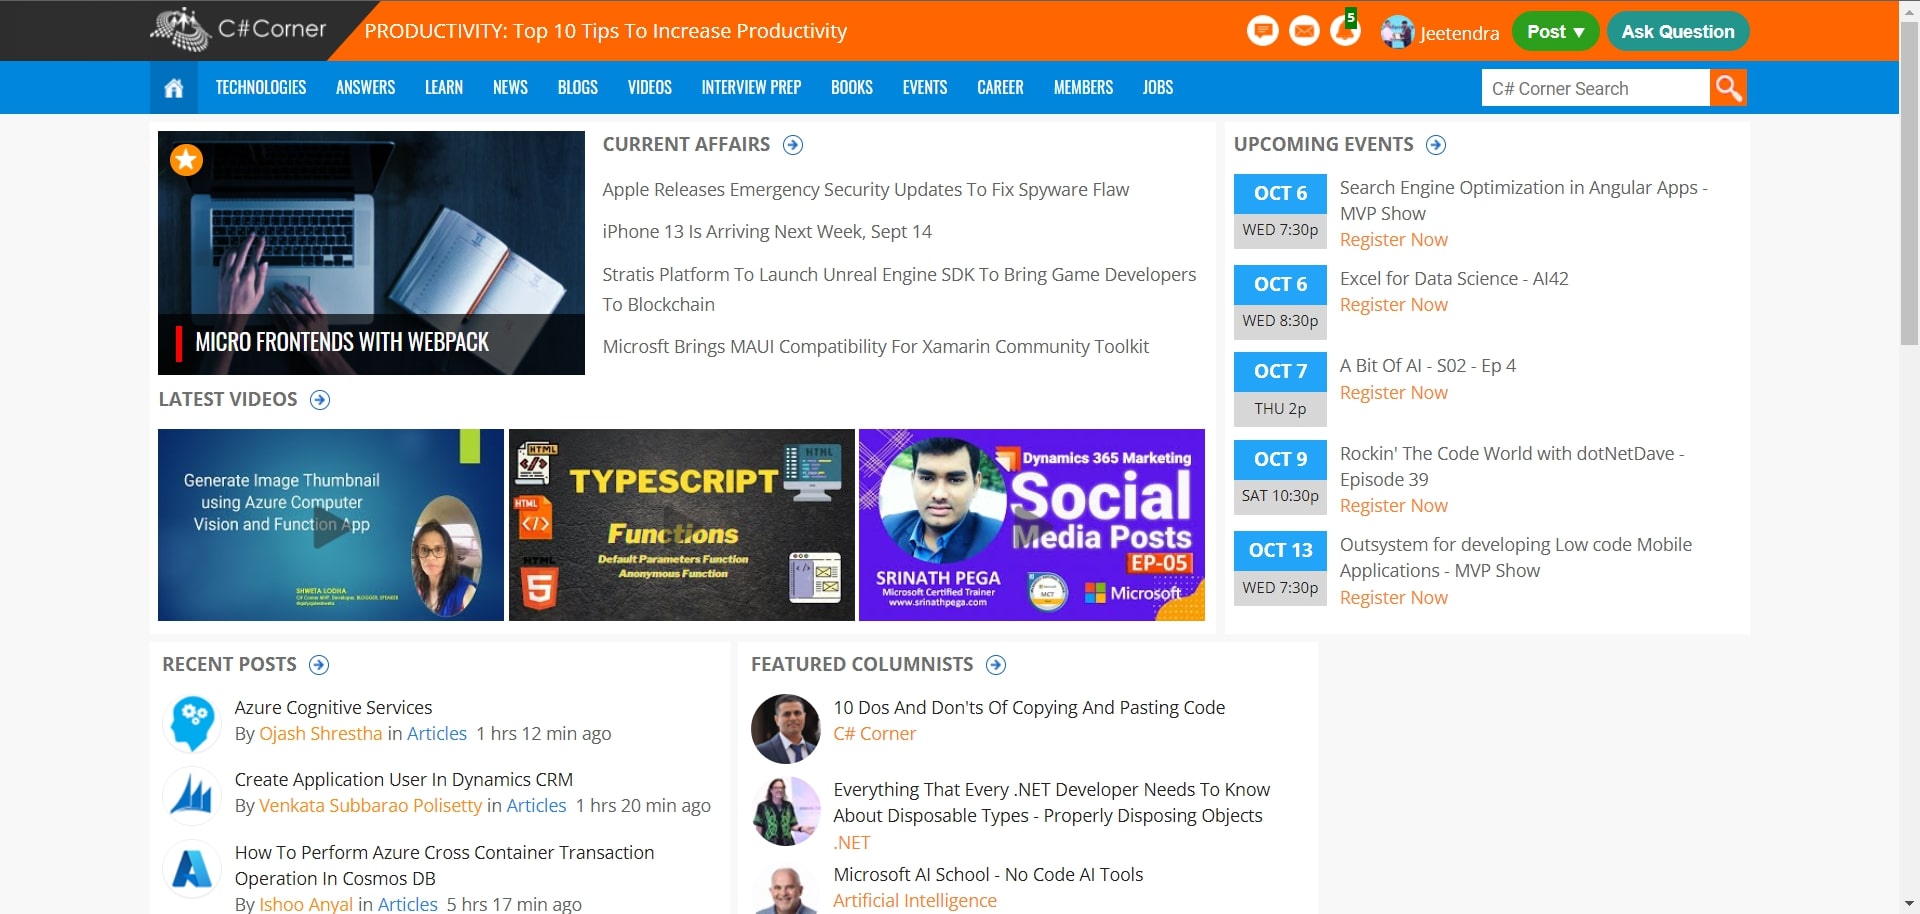 C#Corner
PRODUCTIVITY: Top 10 Tips To Increase Productivity
5
Jeetendra
Post ▼
Ask Question
TECHNOLOGIES ANSWERS LEARN NEWS BLOGS VIDEOS INTERVIEW PREP BOOKS EVENTS CAREER MEMBERS JOBS
C# Corner Search
MICRO FRONTENDS WITH WEBPACK
CURRENT AFFAIRS
Apple Releases Emergency Security Updates To Fix Spyware Flaw
iPhone 13 Is Arriving Next Week, Sept 14
Stratis Platform To Launch Unreal Engine SDK To Bring Game Developers
To Blockchain
Microsft Brings MAUI Compatibility For Xamarin Community Toolkit
LATEST VIDEOS
Generate Image Thumbnail
using Azure Computer
Vision and Function App
SHWETA LODHA
C# Corner MVP, Developer, BLOGGER, SPEAKER
HTML
HTML
HTML
5
HTML
TYPESCRIPT
Functions
Default Parameters Function
Anonymous Function
Dynamics 365 Marketing
Social
Media Posts
EP-05
SRINATH PEGA
Microsoft Certified Trainer
www.srinathpega.com
MCT
Microsoft
UPCOMING EVENTS
OCT 6
WED 7:30p
Search Engine Optimization in Angular Apps -
MVP Show
Register Now
OCT 6
WED 8:30p
Excel for Data Science - AI42
Register Now
OCT 7
THU 2p
A Bit Of AI - S02 - Ep 4
Register Now
OCT 9
SAT 10:30p
Rockin' The Code World with dotNetDave -
Episode 39
Register Now
OCT 13
WED 7:30p
Outsystem for developing Low code Mobile
Applications - MVP Show
Register Now
RECENT POSTS
Azure Cognitive Services
By Ojash Shrestha in Articles 1 hrs 12 min ago
Create Application User In Dynamics CRM
By Venkata Subbarao Polisetty in Articles 1 hrs 20 min ago
How To Perform Azure Cross Container Transaction
Operation In Cosmos DB
By Ishoo Anyal in Articles 5 hrs 17 min ago
FEATURED COLUMNISTS
10 Dos And Don'ts Of Copying And Pasting Code
C# Corner
Everything That Every .NET Developer Needs To Know
About Disposable Types - Properly Disposing Objects
.NET
Microsoft AI School - No Code AI Tools
Artificial Intelligence